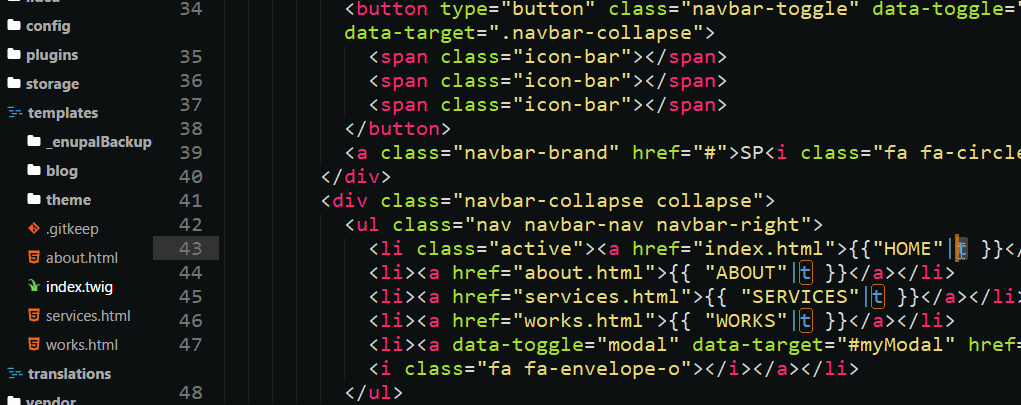 config
plugins
storage
templates
_enupalBackup
blog
theme
.gitkeep
about.html
index.twig
services.html
works.html
translations
vendor
34 <button type="button" class="navbar-toggle" data-toggle="
data-target=".navbar-collapse">
35 <span class="icon-bar"></span>
36 <span class="icon-bar"></span>
37 <span class="icon-bar"></span>
38 </button>
39 <a class="navbar-brand" href="#">SP<i class="fa fa-circle
40 </div>
41 <div class="navbar-collapse collapse">
42 <ul class="nav navbar-nav navbar-right">
43 <li class="active"><a href="index.html">{{"HOME"|t }}</
44 <li><a href="about.html">{{ "ABOUT"|t }}</a></li>
45 <li><a href="services.html">{{ "SERVICES"|t }}</a></li>
46 <li><a href="works.html">{{ "WORKS"|t }}</a></li>
47 <li><a data-toggle="modal" data-target="#myModal" href=
<i class="fa fa-envelope-o"></i></a></li>
48 </ul>